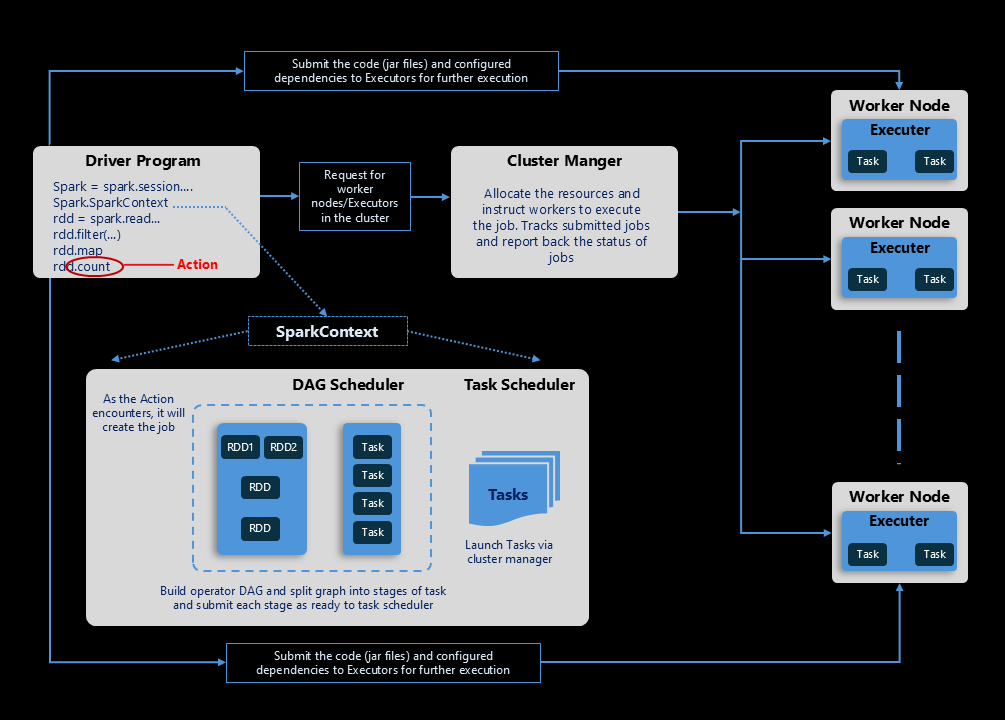 Submit the code (jar files) and configured
dependencies to Executors for further execution
Driver Program
Spark = spark.session....
Spark.SparkContext
rdd = spark.read...
rdd.filter(...)
rdd.map
rdd.count
Action
Request for
worker
nodes/Executors
in the cluster
Cluster Manger
Allocate the resources and
instruct workers to execute
the job. Tracks submitted jobs
and report back the status of
jobs
Worker Node
Executer
Task
Task
Worker Node
Executer
Task
Task
Worker Node
Executer
Task
Task
SparkContext
DAG Scheduler
Task Scheduler
As the Action
encounters, it will
create the job
RDD1
RDD2
RDD
RDD
Task
Task
Task
Task
Tasks
Launch Tasks via
cluster manager
Build operator DAG and split graph into stages of task
and submit each stage as ready to task scheduler
Submit the code (jar files) and configured
dependencies to Executors for further execution